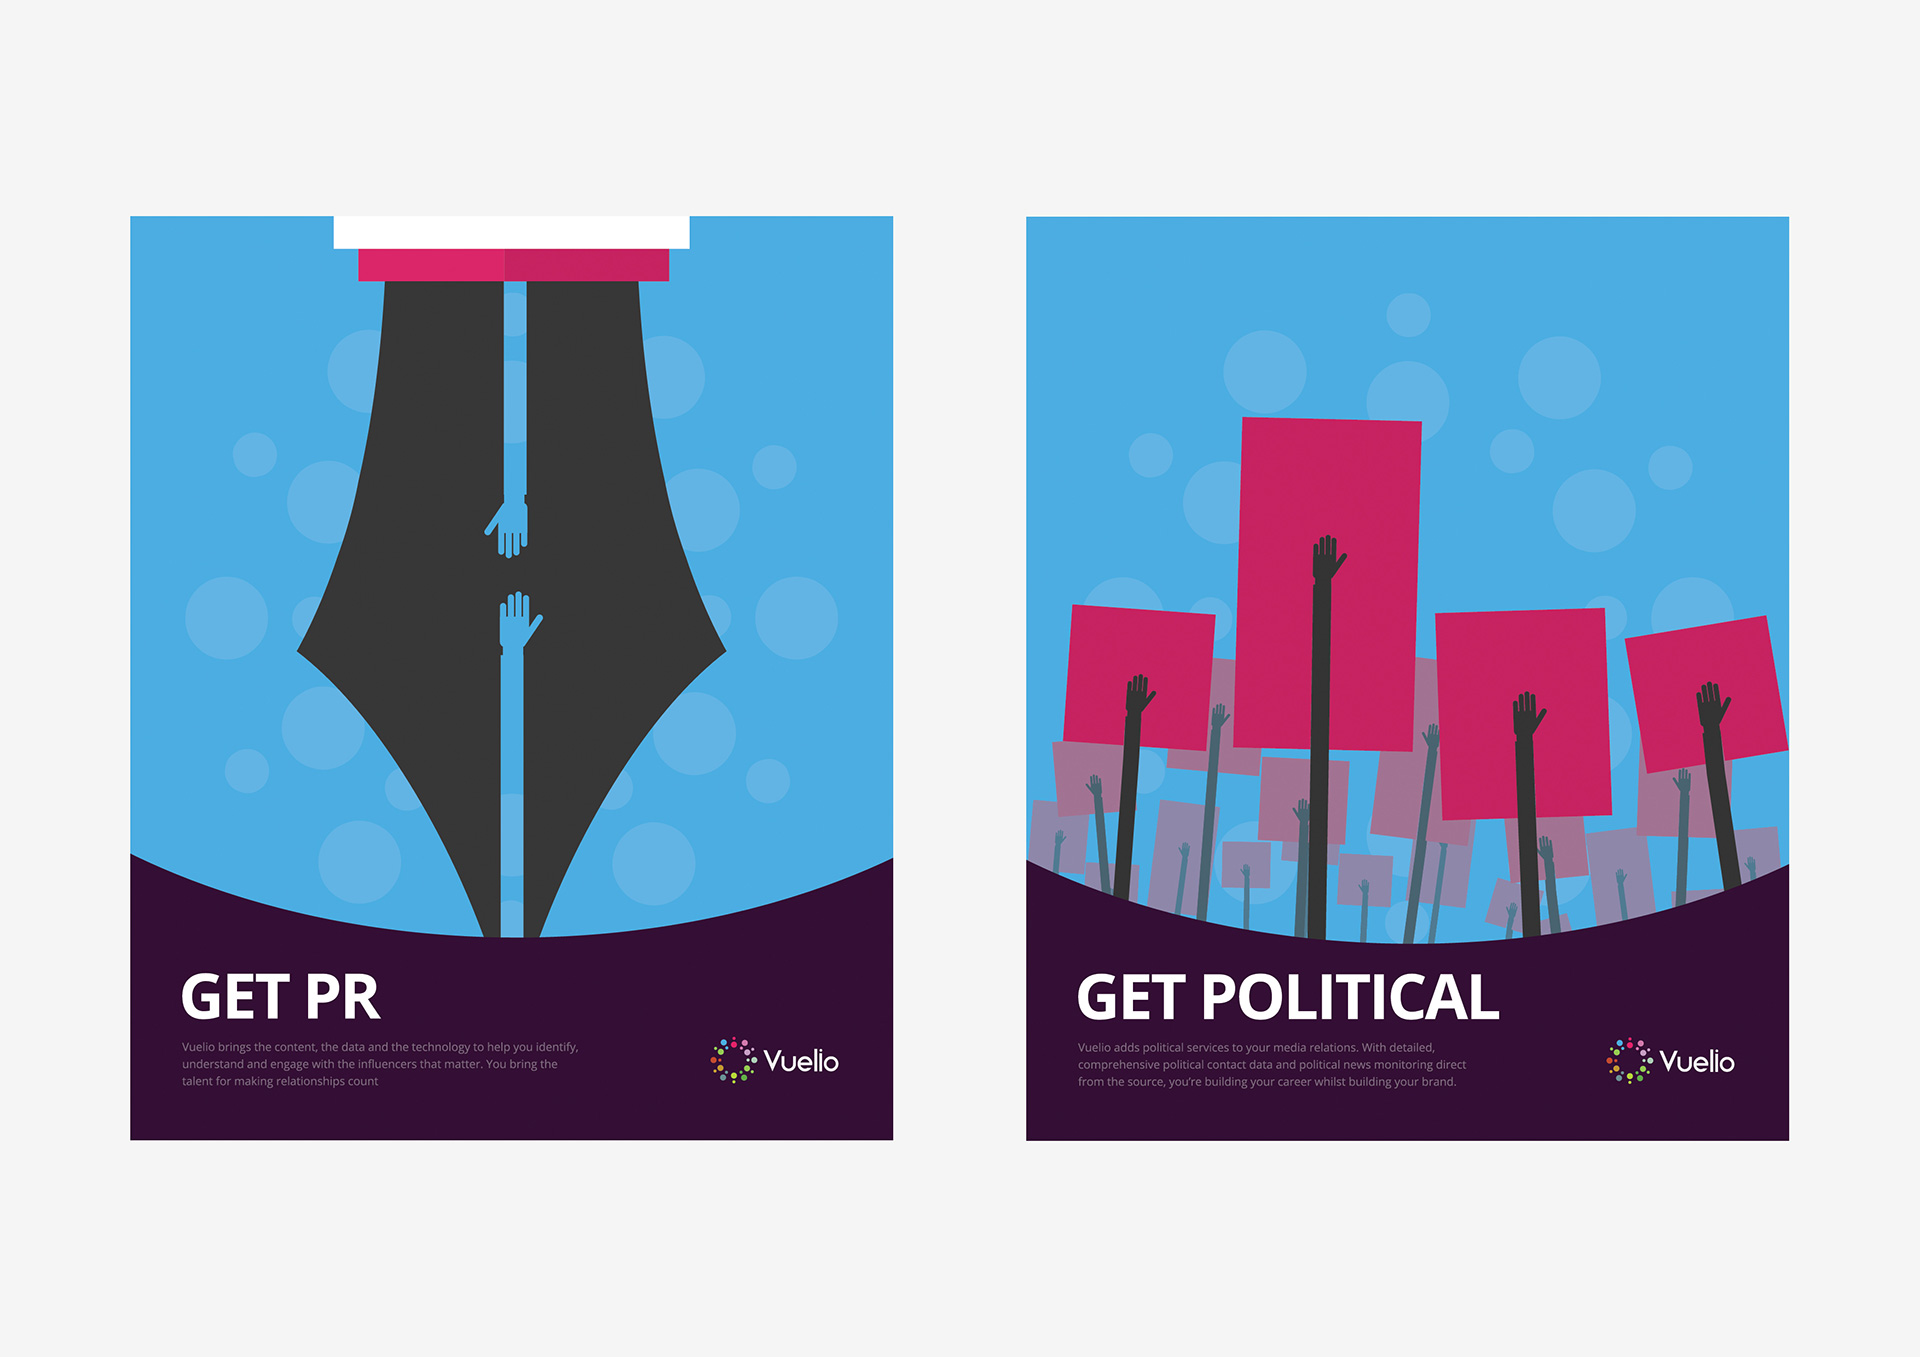 GET PR
Vuelio brings the content, the data and the technology to help you identify,
understand and engage with the influencers that matter. You bring the
talent for making relationships count
Vuelio
GET POLITICAL
Vuelio adds political services to your media relations. With detailed,
comprehensive political contact data and political news monitoring direct
from the source, you're building your career whilst building your brand.
Vuelio